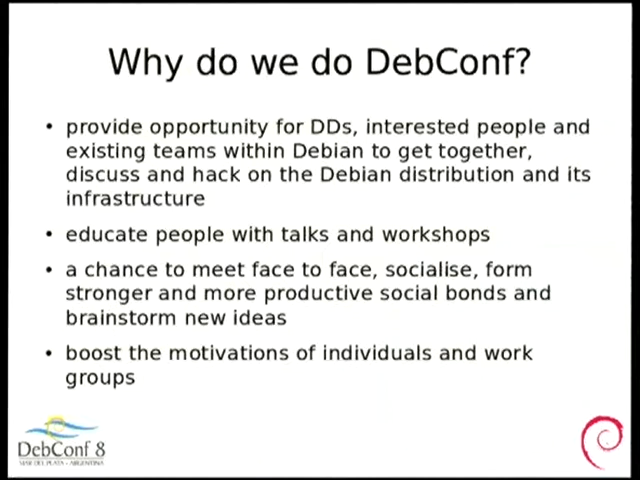 Why do we do DebConf?
• provide opportunity for DDs, interested people and
existing teams within Debian to get together,
discuss and hack on the Debian distribution and its
infrastructure
• educate people with talks and workshops
• a chance to meet face to face, socialise, form
stronger and more productive social bonds and
brainstorm new ideas
• boost the motivations of individuals and work
groups
DebConf 8
MAR DEL PLATA - ARGENTINA